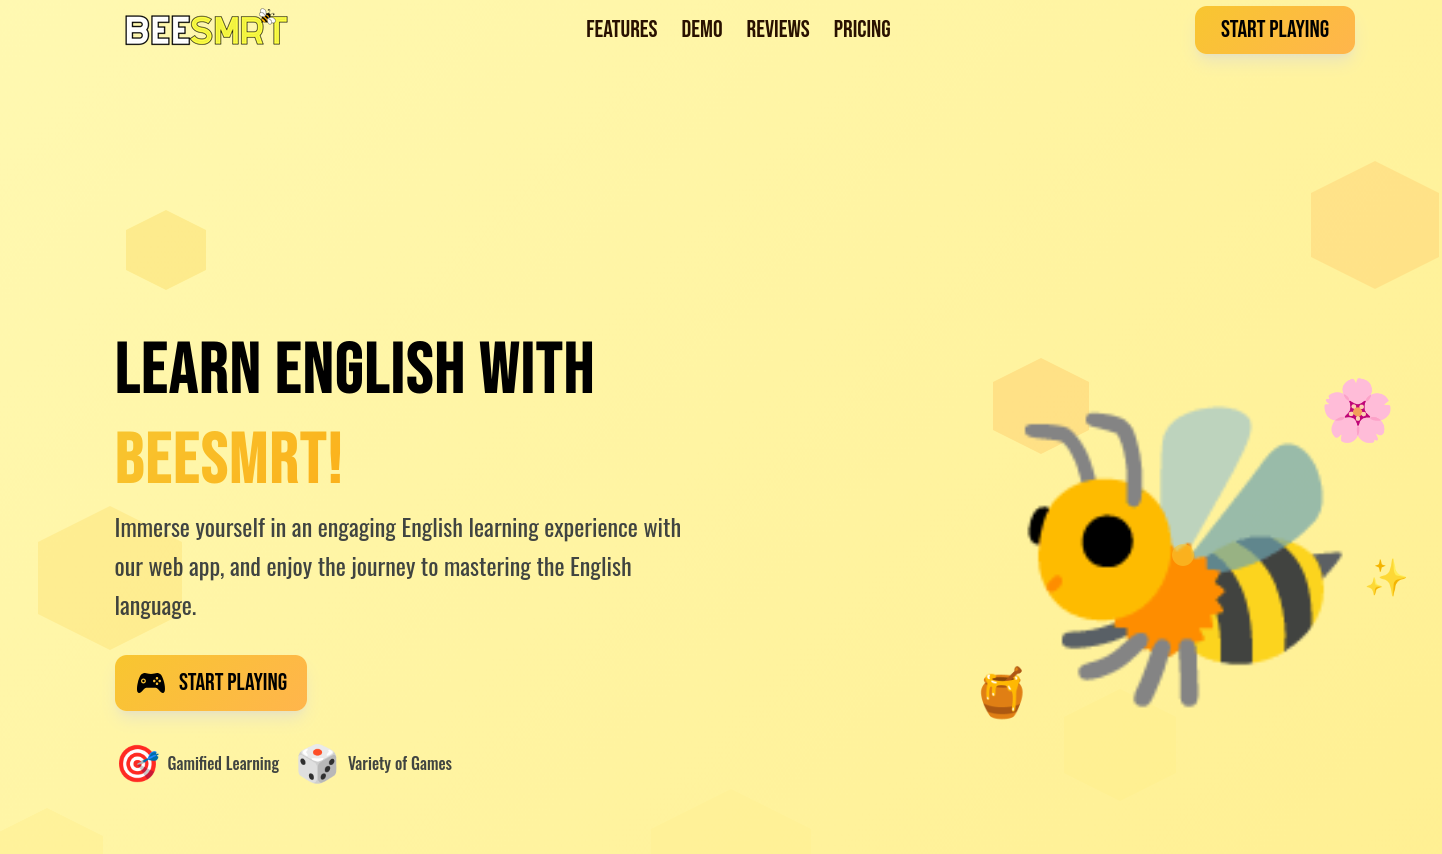 BEESMRT
FEATURES DEMO REVIEWS PRICING
START PLAYING
LEARN ENGLISH WITH
BEESMRT!
Immerse yourself in an engaging English learning experience with
our web app, and enjoy the journey to mastering the English
language.
START PLAYING
Gamified Learning
Variety of Games